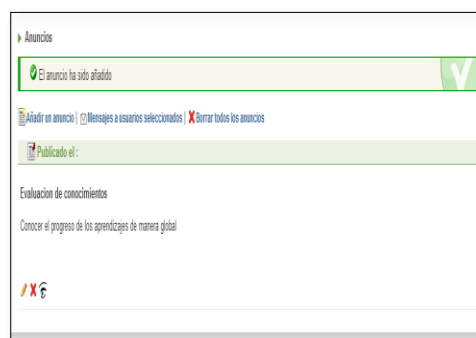 Anuncios
El anuncio ha sido añadido
Añadir un anuncio | Mensajes a usuarios seleccionados | Borrar todos los anuncios
Publicado el :
Evaluacion de conocimientos
Conocer el progreso de los aprendizajes de manera global